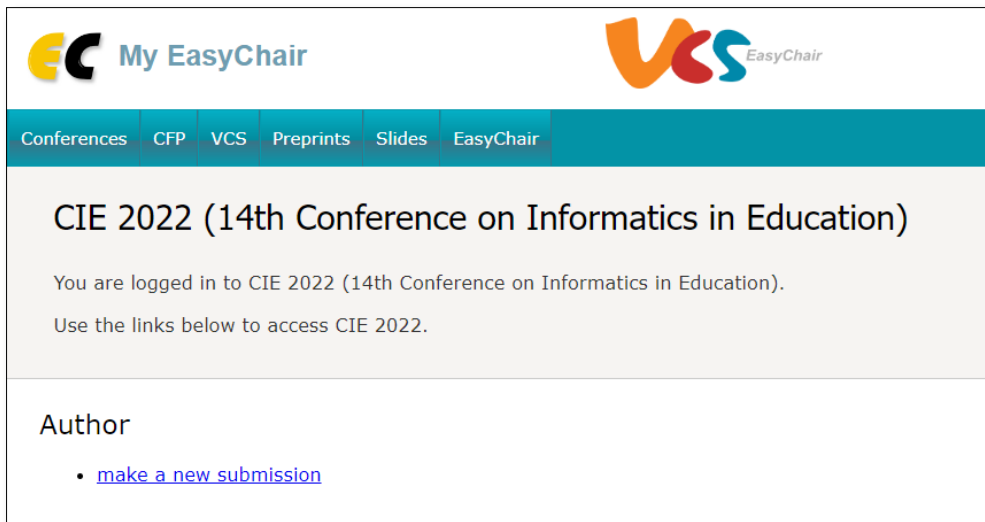 EC My EasyChair
VCS EasyChair
Conferences CFP VCS Preprints Slides EasyChair
CIE 2022 (14th Conference on Informatics in Education)
You are logged in to CIE 2022 (14th Conference on Informatics in Education).
Use the links below to access CIE 2022.
Author
• make a new submission